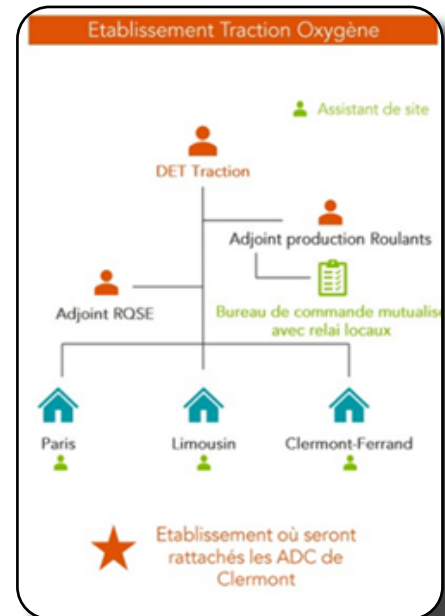 Etablissement Traction Oxygène
Assistant de site
DET Traction
Adjoint production Roulants
Adjoint RQSE
Bureau de commande mutualisé
avec relai locaux
Paris
Limousin
Clermont-Ferrand
Etablissement où seront
rattachés les ADC de
Clermont